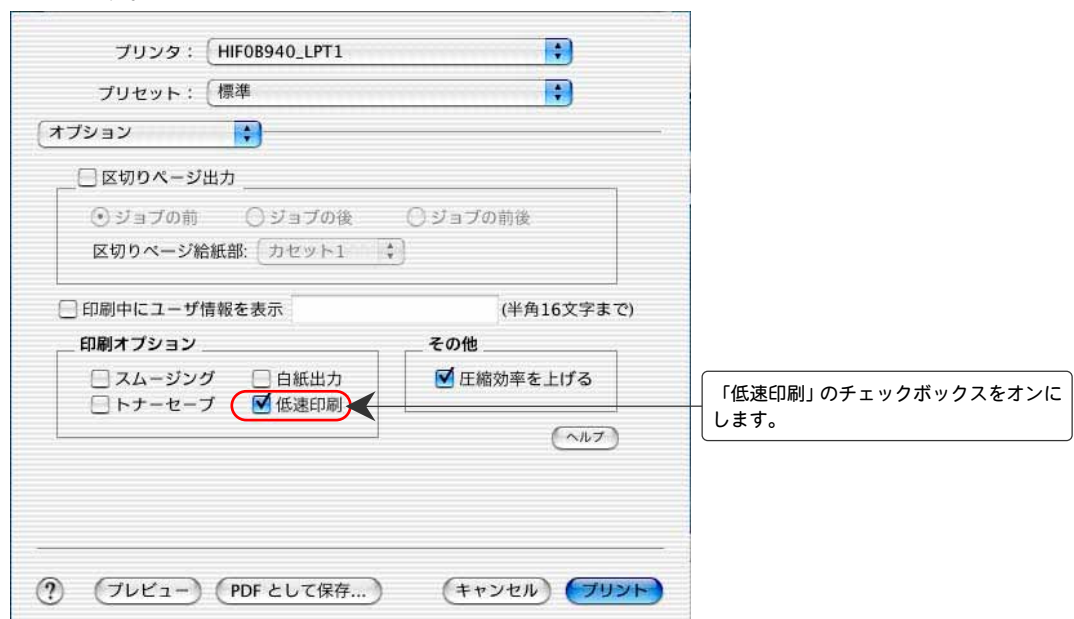 プリンタ： HIF0B940_LPT1
プリセット： 標準
オプション
区切りページ出力
ジョブの前 ジョブの後 ジョブの前後
区切りページ給紙部: カセット1
印刷中にユーザ情報を表示 (半角16文字まで)
印刷オプション その他
スムージング 白紙出力 圧縮効率を上げる
トナーセーブ 低速印刷
「低速印刷」のチェックボックスをオンに
します。
ヘルプ
? プレビュー PDF として保存... キャンセル プリント